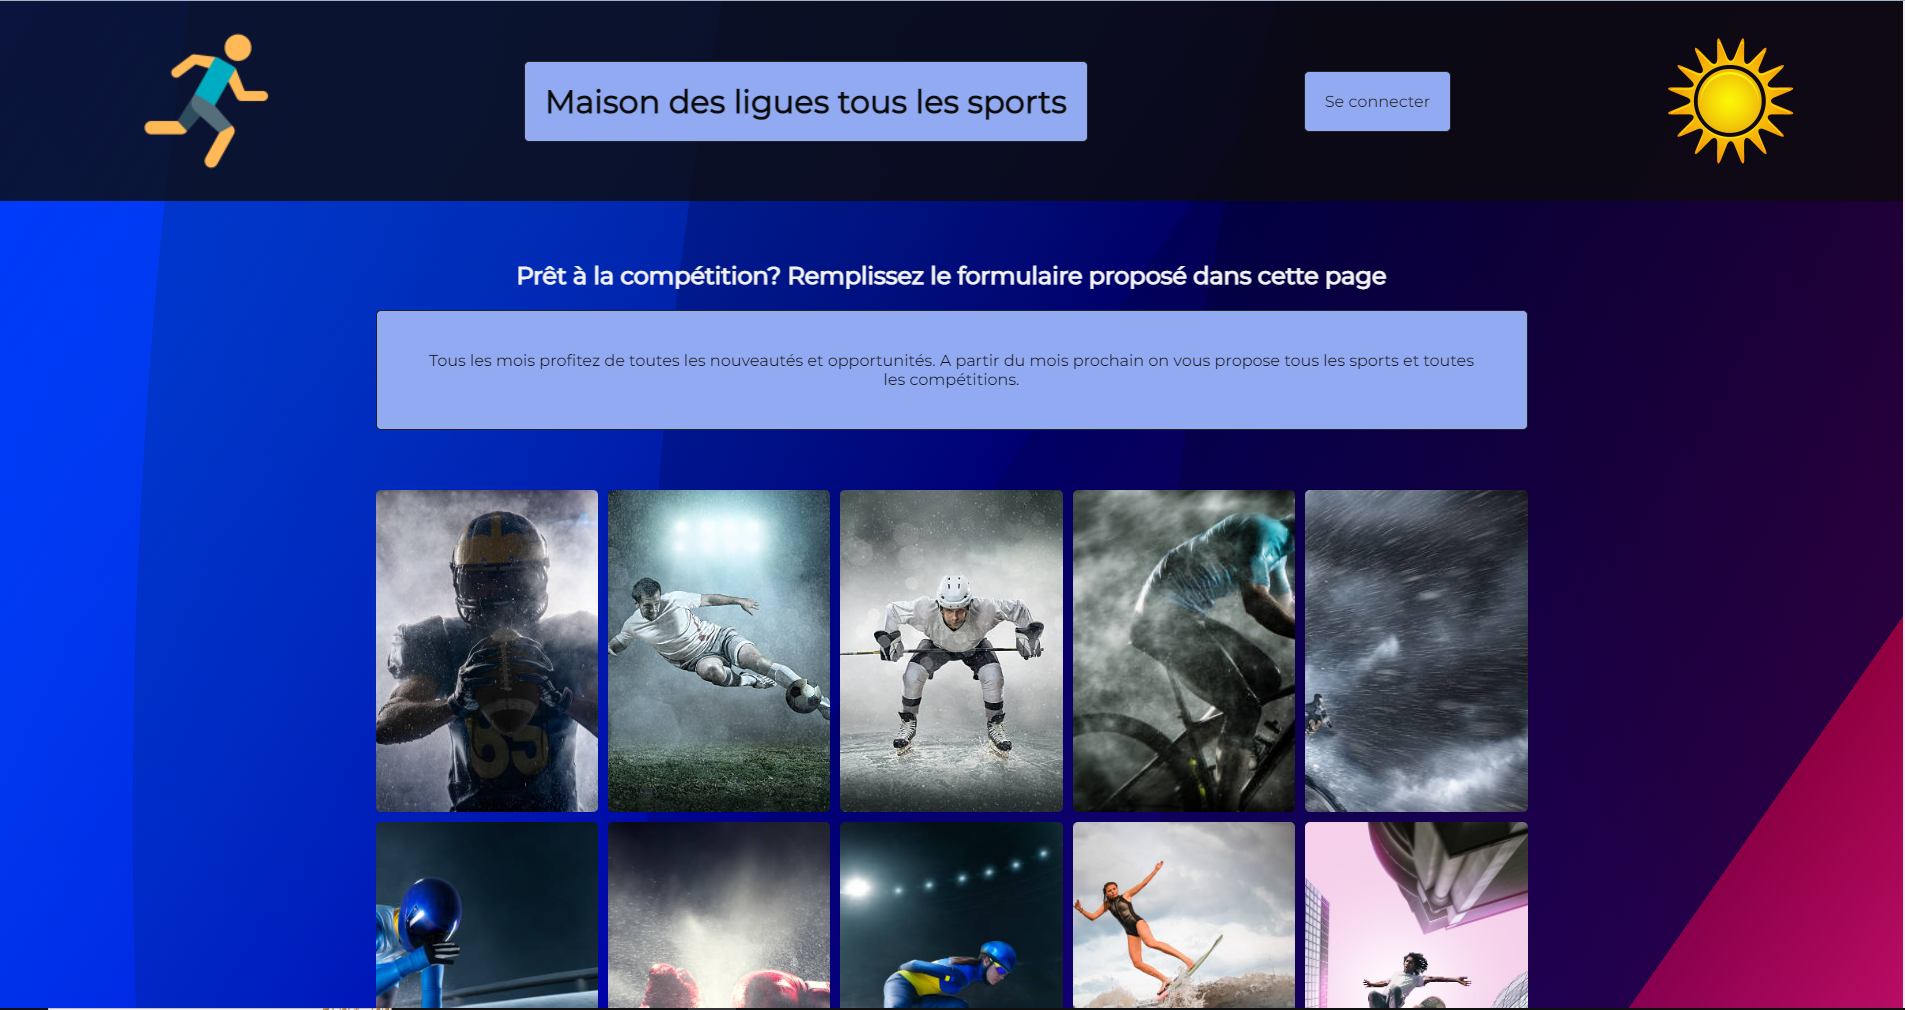 Maison des ligues tous les sports
Se connecter
Prêt à la compétition? Remplissez le formulaire proposé dans cette page
Tous les mois profitez de toutes les nouveautés et opportunités. A partir du mois prochain on vous propose tous les sports et toutes
les compétitions.
63